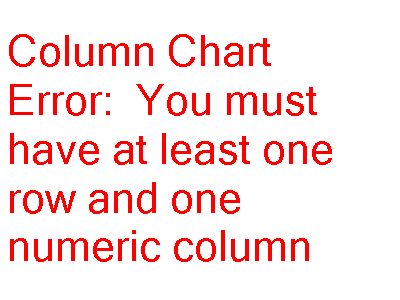 Column Chart
Error:  You must
have at least one
row and one
numeric column